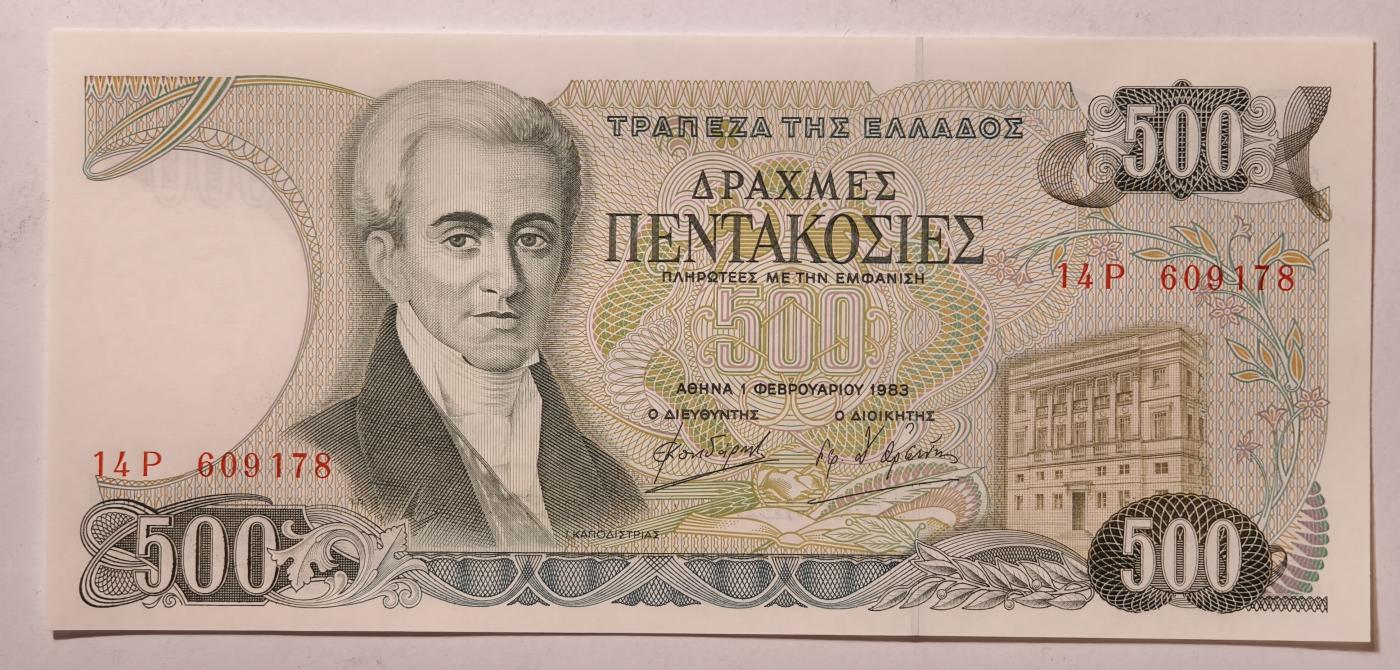 ΤΡΑΠΕΖΑ ΤΗΣ ΕΛΛΑΔΟΣ
500
ΔΡΑΧΜΕΣ
ΠΕΝΤΑΚΟΣΙΕΣ
ΠΛΗΡΩΤΕΕΣ ΜΕ ΤΗΝ ΕΜΦΑΝΙΣΗ
14Ρ 609178
500
ΑΘΗΝΑ 1 ΦΕΒΡΟΥΑΡΙΟΥ 1983
Ο ΔΙΕΥΘΥΝΤΗΣ Ο ΔΙΟΙΚΗΤΗΣ
14Ρ 609178
500
Ι. ΚΑΠΟΔΙΣΤΡΙΑΣ
500